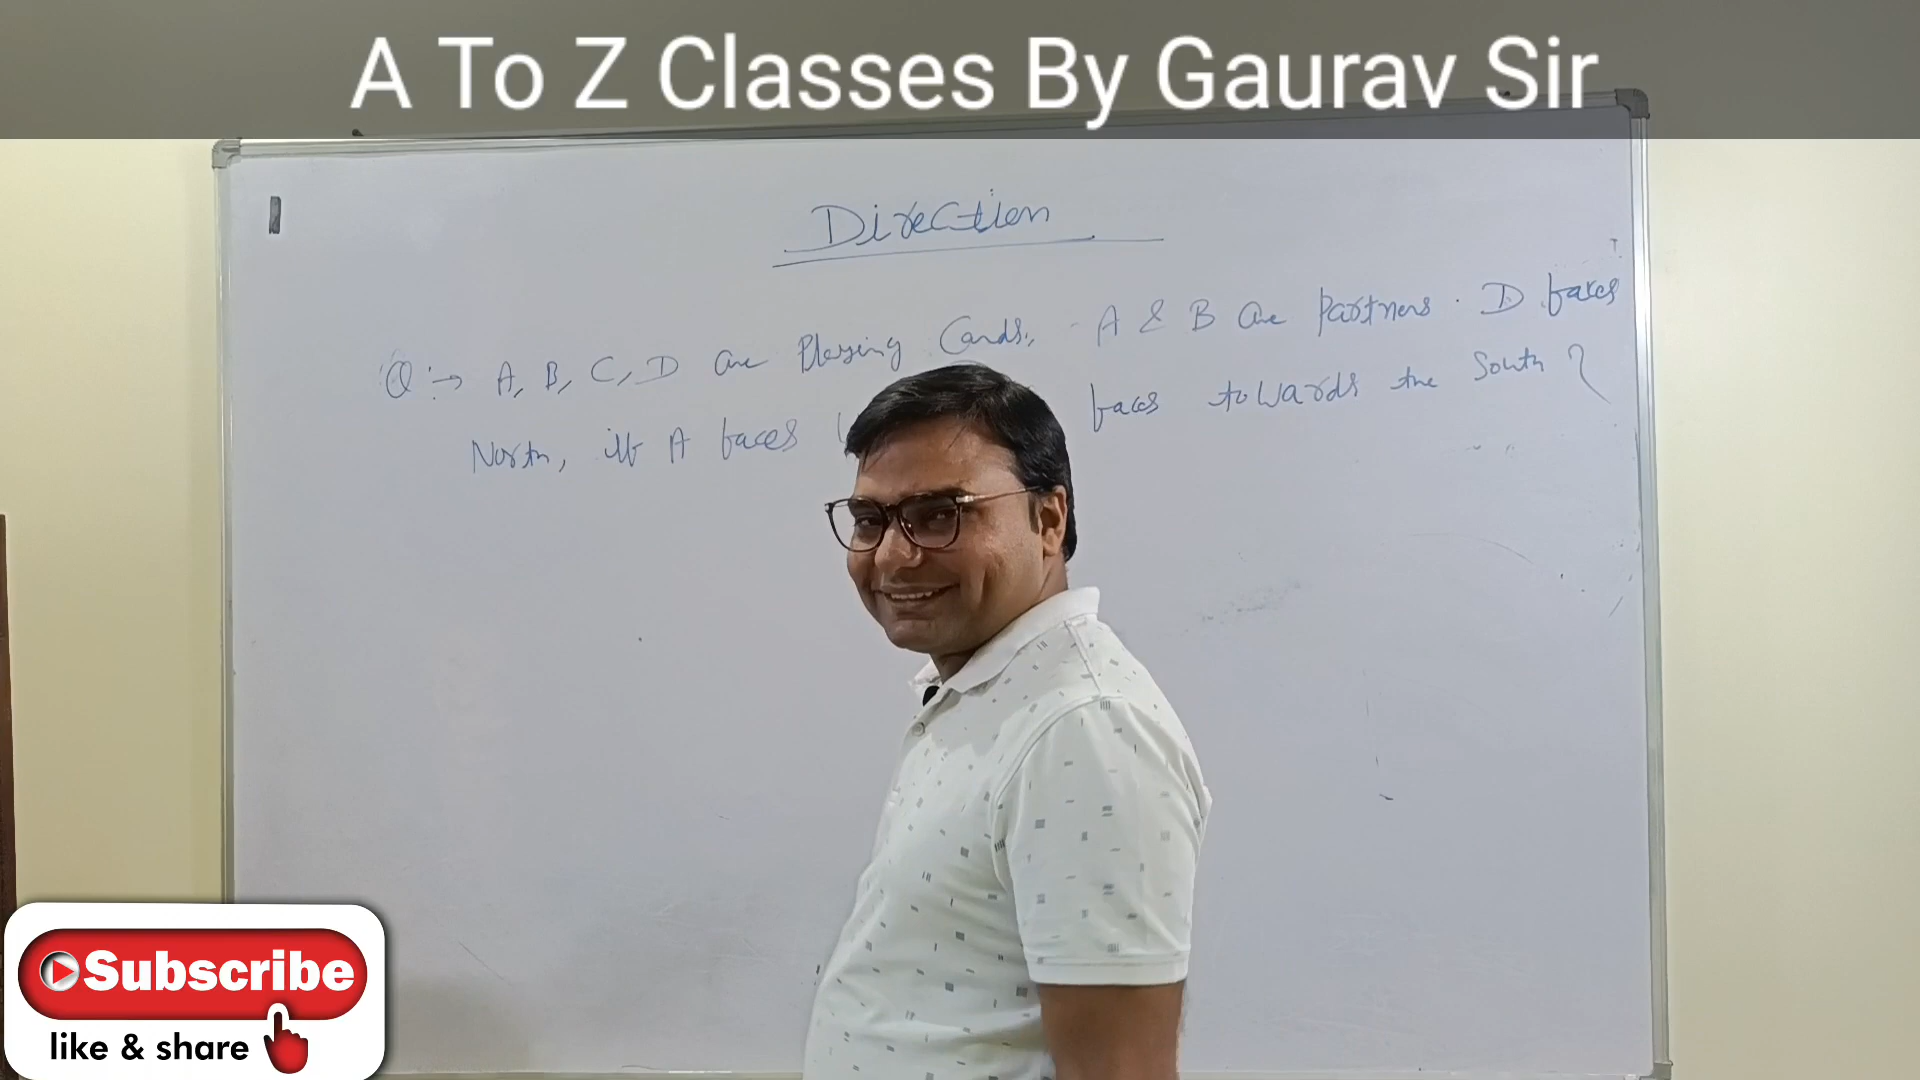 A To Z Classes By Gaurav Sir
Direction
Q:→ A, B, C, D are Playing Cards, A & B are Partners. D faces
North, if A faces faces towards the South?
Subscribe
like & share